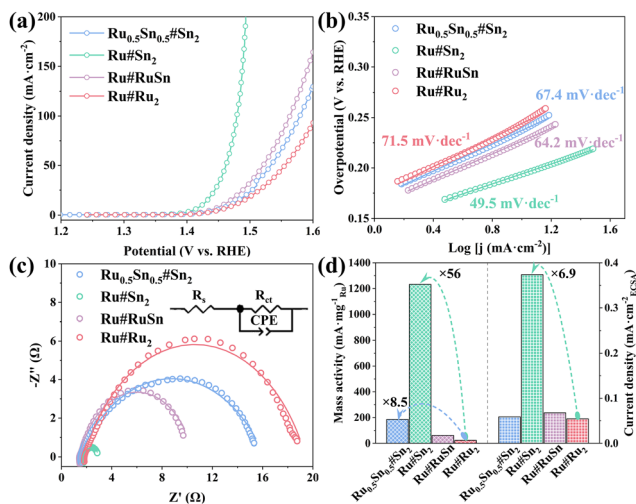 (a)
200
150
100
50
0
1.2
1.3
1.4
1.5
1.6
Current density (mA·cm⁻²)
Potential (V vs. RHE)
Ru₀.₅Sn₀.₅#Sn₂
Ru#Sn₂
Ru#RuSn
Ru#Ru₂
(b)
0.35
0.30
0.25
0.20
0.15
0.0
0.4
0.8
1.2
1.6
Overpotential (V vs. RHE)
Log [j (mA·cm⁻²)]
Ru₀.₅Sn₀.₅#Sn₂
Ru#Sn₂
Ru#RuSn
Ru#Ru₂
67.4 mV·dec⁻¹
71.5 mV·dec⁻¹
64.2 mV·dec⁻¹
49.5 mV·dec⁻¹
(c)
10
8
6
4
2
0
0
4
8
12
16
20
-Z'' (Ω)
Z' (Ω)
Ru₀.₅Sn₀.₅#Sn₂
Ru#Sn₂
Ru#RuSn
Ru#Ru₂
Rₛ
R_ct
CPE
(d)
1400
1200
1000
800
600
400
200
0
Mass activity (mA·mg⁻¹_Ru)
×56
×8.5
×6.9
0.4
0.3
0.2
0.1
0.0
Current density (mA·cm⁻²_ECSA)
Ru₀.₅Sn₀.₅#Sn₂
Ru#Sn₂
Ru#RuSn
Ru#Ru₂
Ru₀.₅Sn₀.₅#Sn₂
Ru#Sn₂
Ru#RuSn
Ru#Ru₂